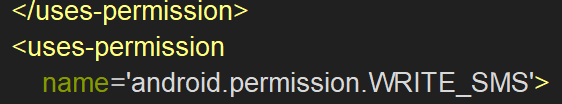 </uses-permission>
<uses-permission
name='android.permission.WRITE_SMS'>